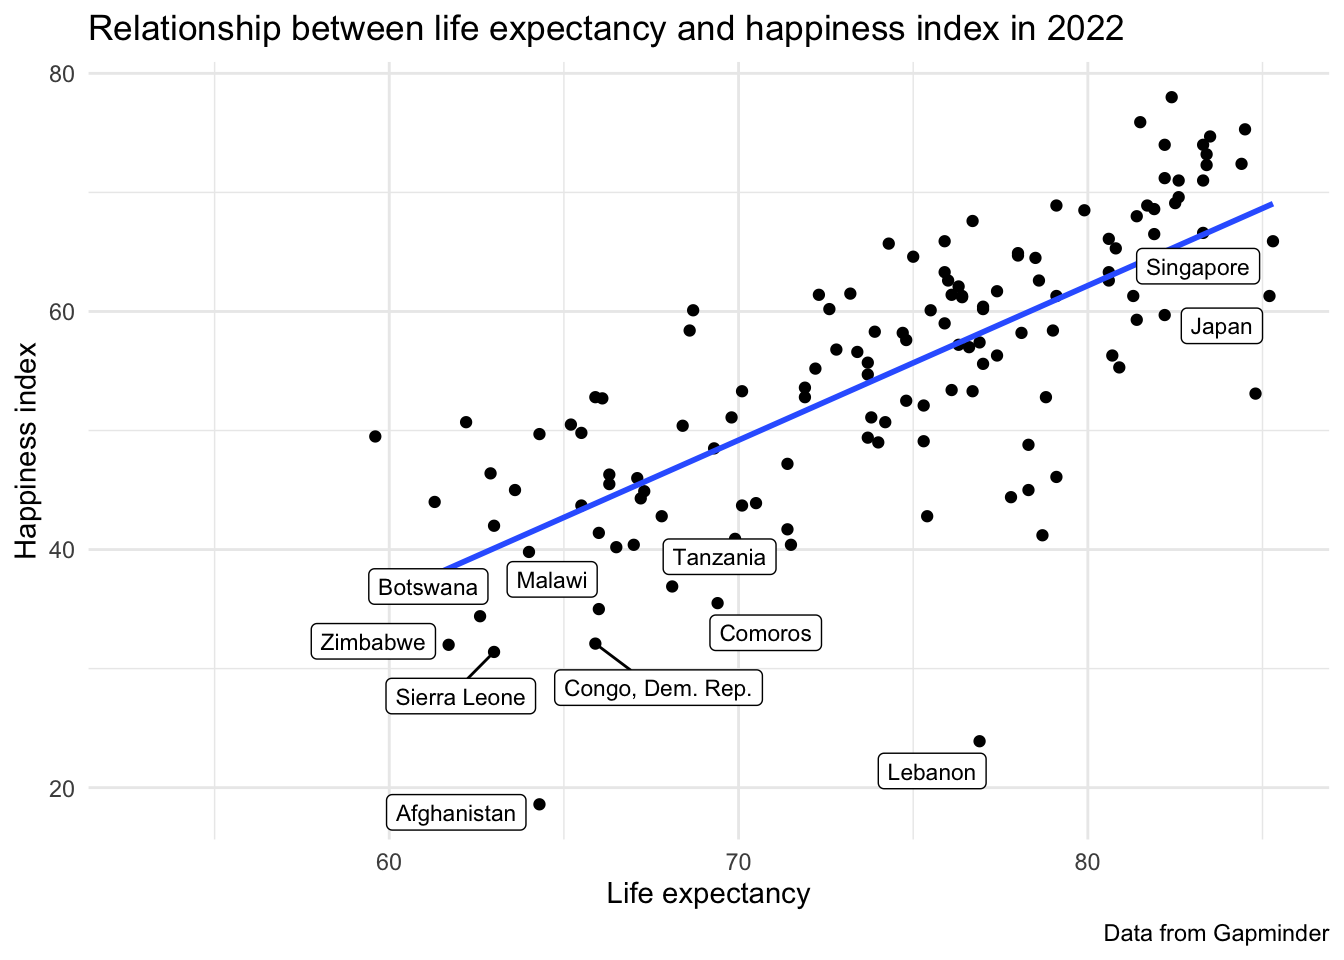 Relationship between life expectancy and happiness index in 2022
80
60
40
20
Happiness index
Singapore
Japan
Tanzania
Botswana
Malawi
Zimbabwe
Comoros
Sierra Leone
Congo, Dem. Rep.
Lebanon
Afghanistan
60 70 80
Life expectancy
Data from Gapminder